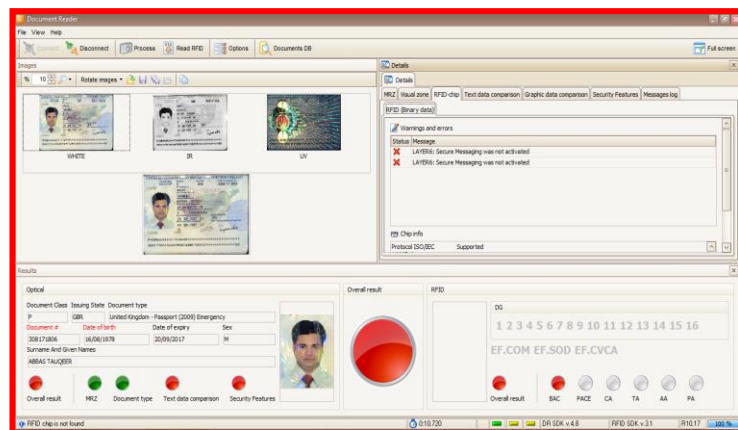 Document Reader
File View Help
Connect Disconnect Process Read RFID Options Documents DB Full screen
Images
% 10 Rotate images
WHITE IR UV
Details
Details
MRZ Visual zone RFID-chip Text data comparison Graphic data comparison Security Features Messages log
RFID (Binary data)
Warnings and errors
Status Message
LAYER6: Secure Messaging was not activated
LAYER6: Secure Messaging was not activated
Chip info
Protocol ISO/IEC Supported
Results
Optical Overall result RFID
Document Class Issuing State Document type
P GBR United Kingdom - Passport (2009) Emergency
Document # Date of birth Date of expiry Sex
308171806 16/08/1978 20/09/2017 M
Surname And Given Names
ABBAS TAUQEER
Overall result MRZ Document type Text data comparison Security Features
DG
1 2 3 4 5 6 7 8 9 10 11 12 13 14 15 16
EF.COM EF.SOD EF.CVCA
Overall result BAC PACE CA TA AA PA
RFID chip is not found 0:10.720 DR SDK v.4.8 RFID SDK v.3.1 R10.17 100 %